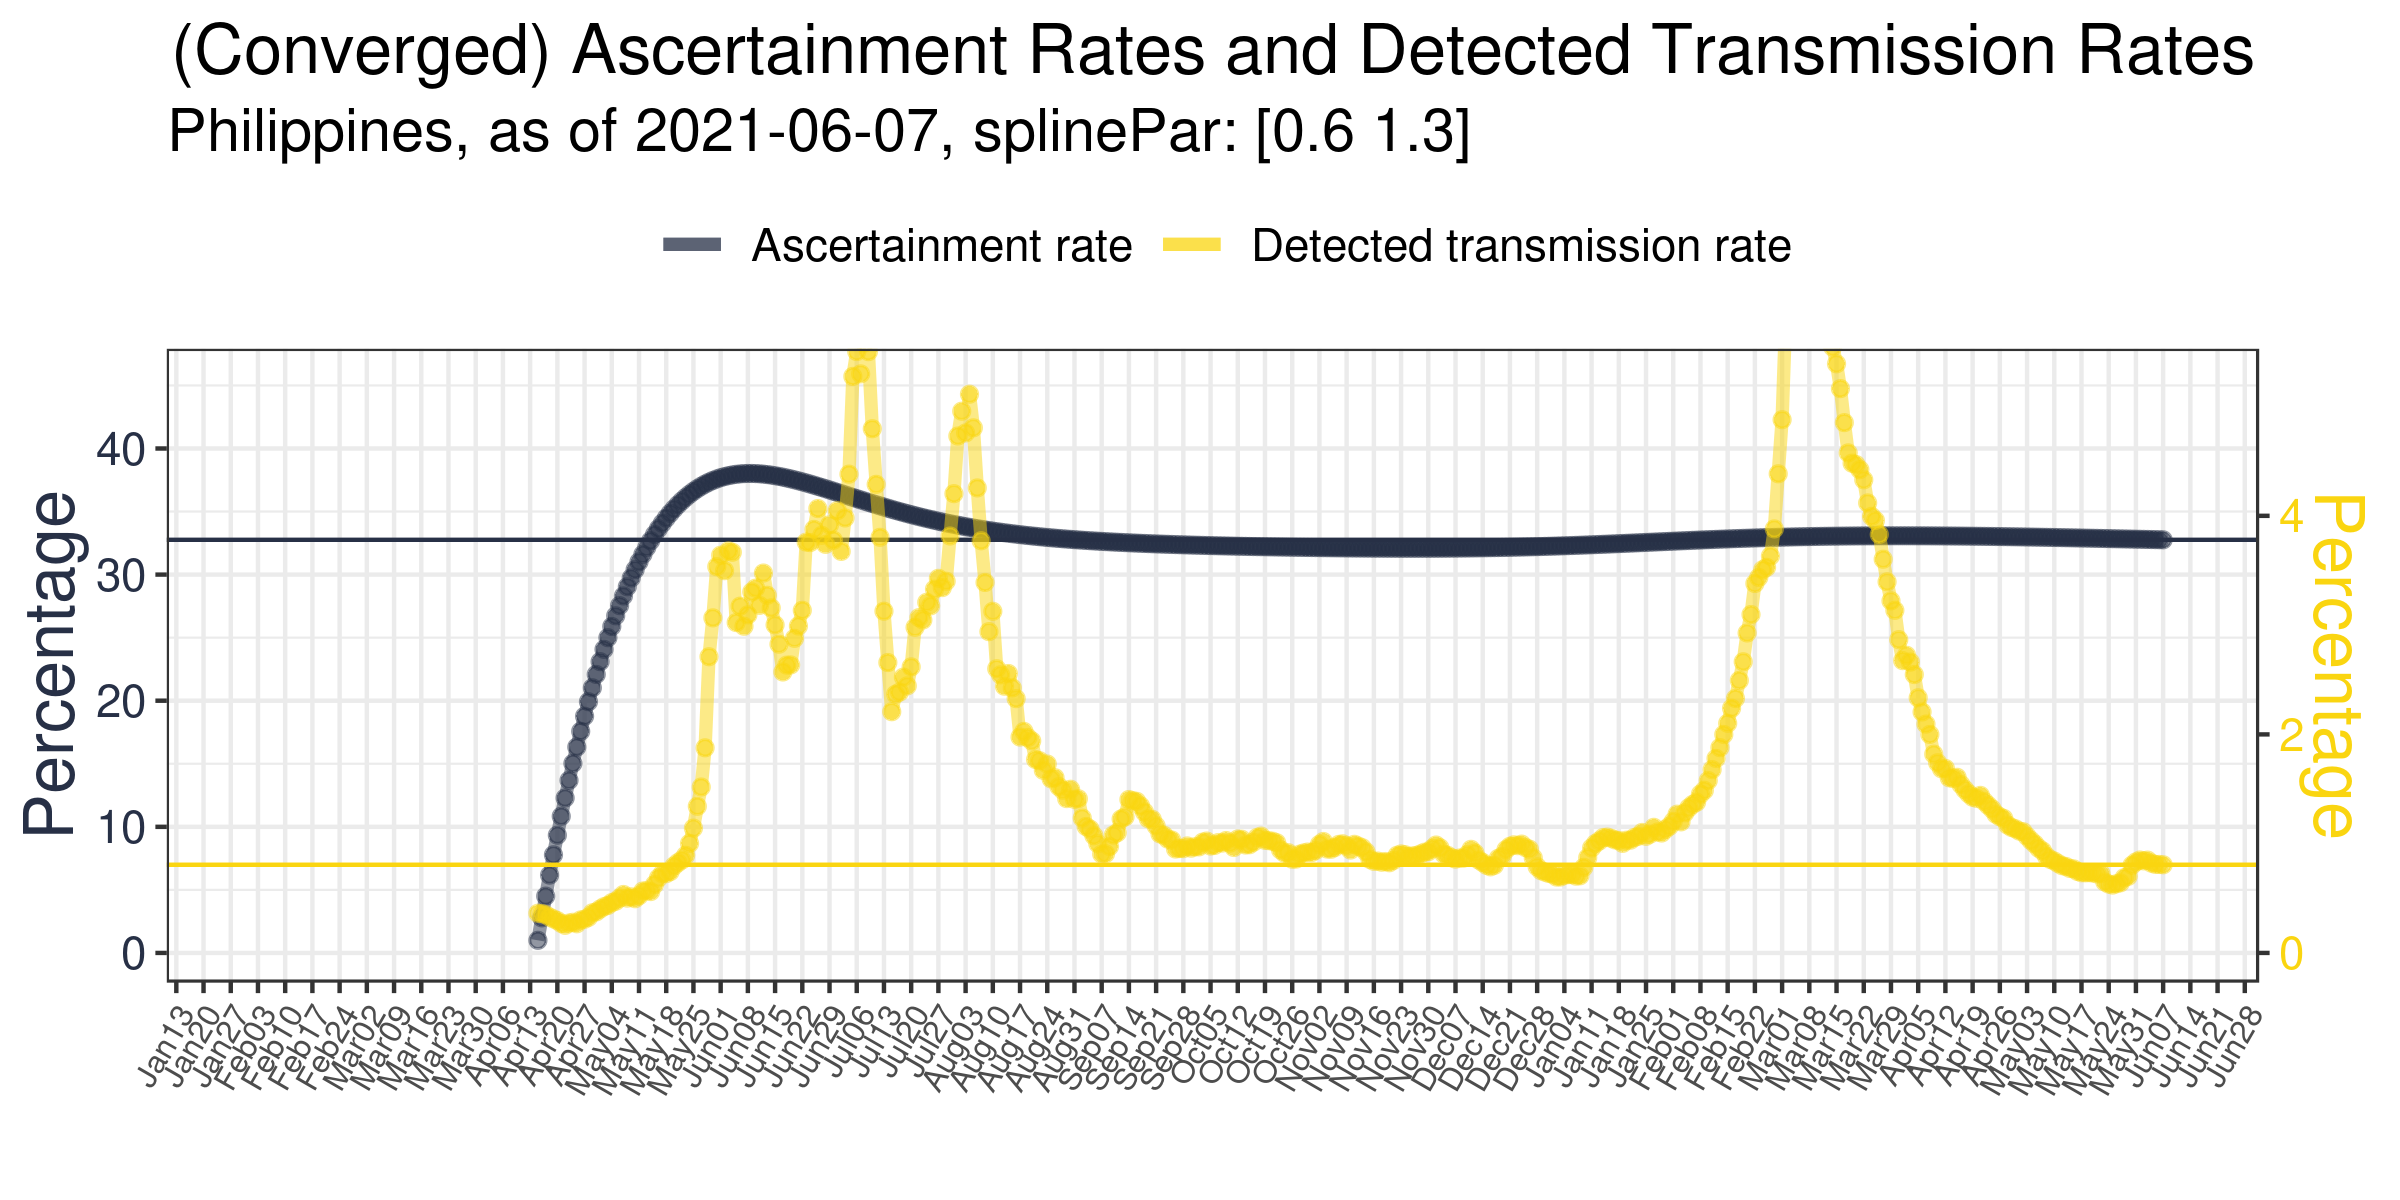 (Converged) Ascertainment Rates and Detected Transmission Rates
Philippines, as of 2021-06-07, splinePar: [0.6 1.3]
Ascertainment rate Detected transmission rate
Percentage
40
30
20
10
0
4
2
0
Percentage
Jan13 Jan20 Jan27 Feb03 Feb10 Feb17 Feb24 Mar02 Mar09 Mar16 Mar23 Mar30 Apr06 Apr13 Apr20 Apr27 May04 May11 May18 May25 Jun01 Jun08 Jun15 Jun22 Jun29 Jul06 Jul13 Jul20 Jul27 Aug03 Aug10 Aug17 Aug24 Aug31 Sep07 Sep14 Sep21 Sep28 Oct05 Oct12 Oct19 Oct26 Nov02 Nov09 Nov16 Nov23 Nov30 Dec07 Dec14 Dec21 Dec28 Jan04 Jan11 Jan18 Jan25 Feb01 Feb08 Feb15 Feb22 Mar01 Mar08 Mar15 Mar22 Mar29 Apr05 Apr12 Apr19 Apr26 May03 May10 May17 May24 May31 Jun07 Jun14 Jun21 Jun28